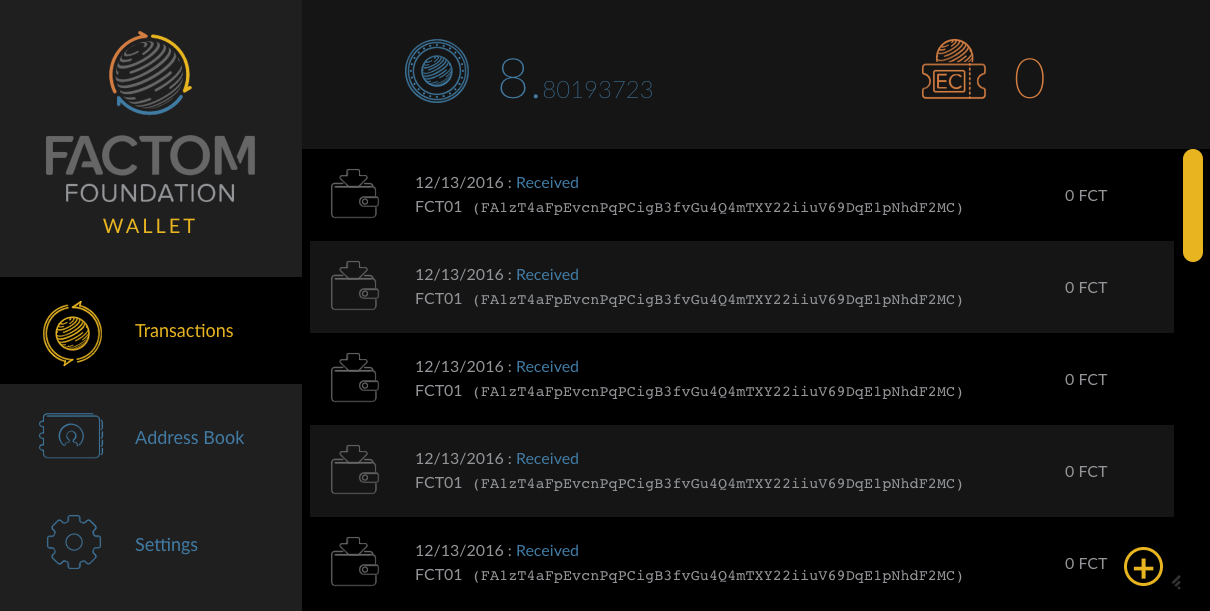 FACTOM
FOUNDATION
WALLET
Transactions
Address Book
Settings
8.80193723
EC
0
12/13/2016 : Received
FCT01 (FA1zT4aFpEvcnPqPCigB3fvGu4Q4mTXY22iiuV69DqE1pNhdF2MC)
0 FCT
12/13/2016 : Received
FCT01 (FA1zT4aFpEvcnPqPCigB3fvGu4Q4mTXY22iiuV69DqE1pNhdF2MC)
0 FCT
12/13/2016 : Received
FCT01 (FA1zT4aFpEvcnPqPCigB3fvGu4Q4mTXY22iiuV69DqE1pNhdF2MC)
0 FCT
12/13/2016 : Received
FCT01 (FA1zT4aFpEvcnPqPCigB3fvGu4Q4mTXY22iiuV69DqE1pNhdF2MC)
0 FCT
12/13/2016 : Received
FCT01 (FA1zT4aFpEvcnPqPCigB3fvGu4Q4mTXY22iiuV69DqE1pNhdF2MC)
0 FCT